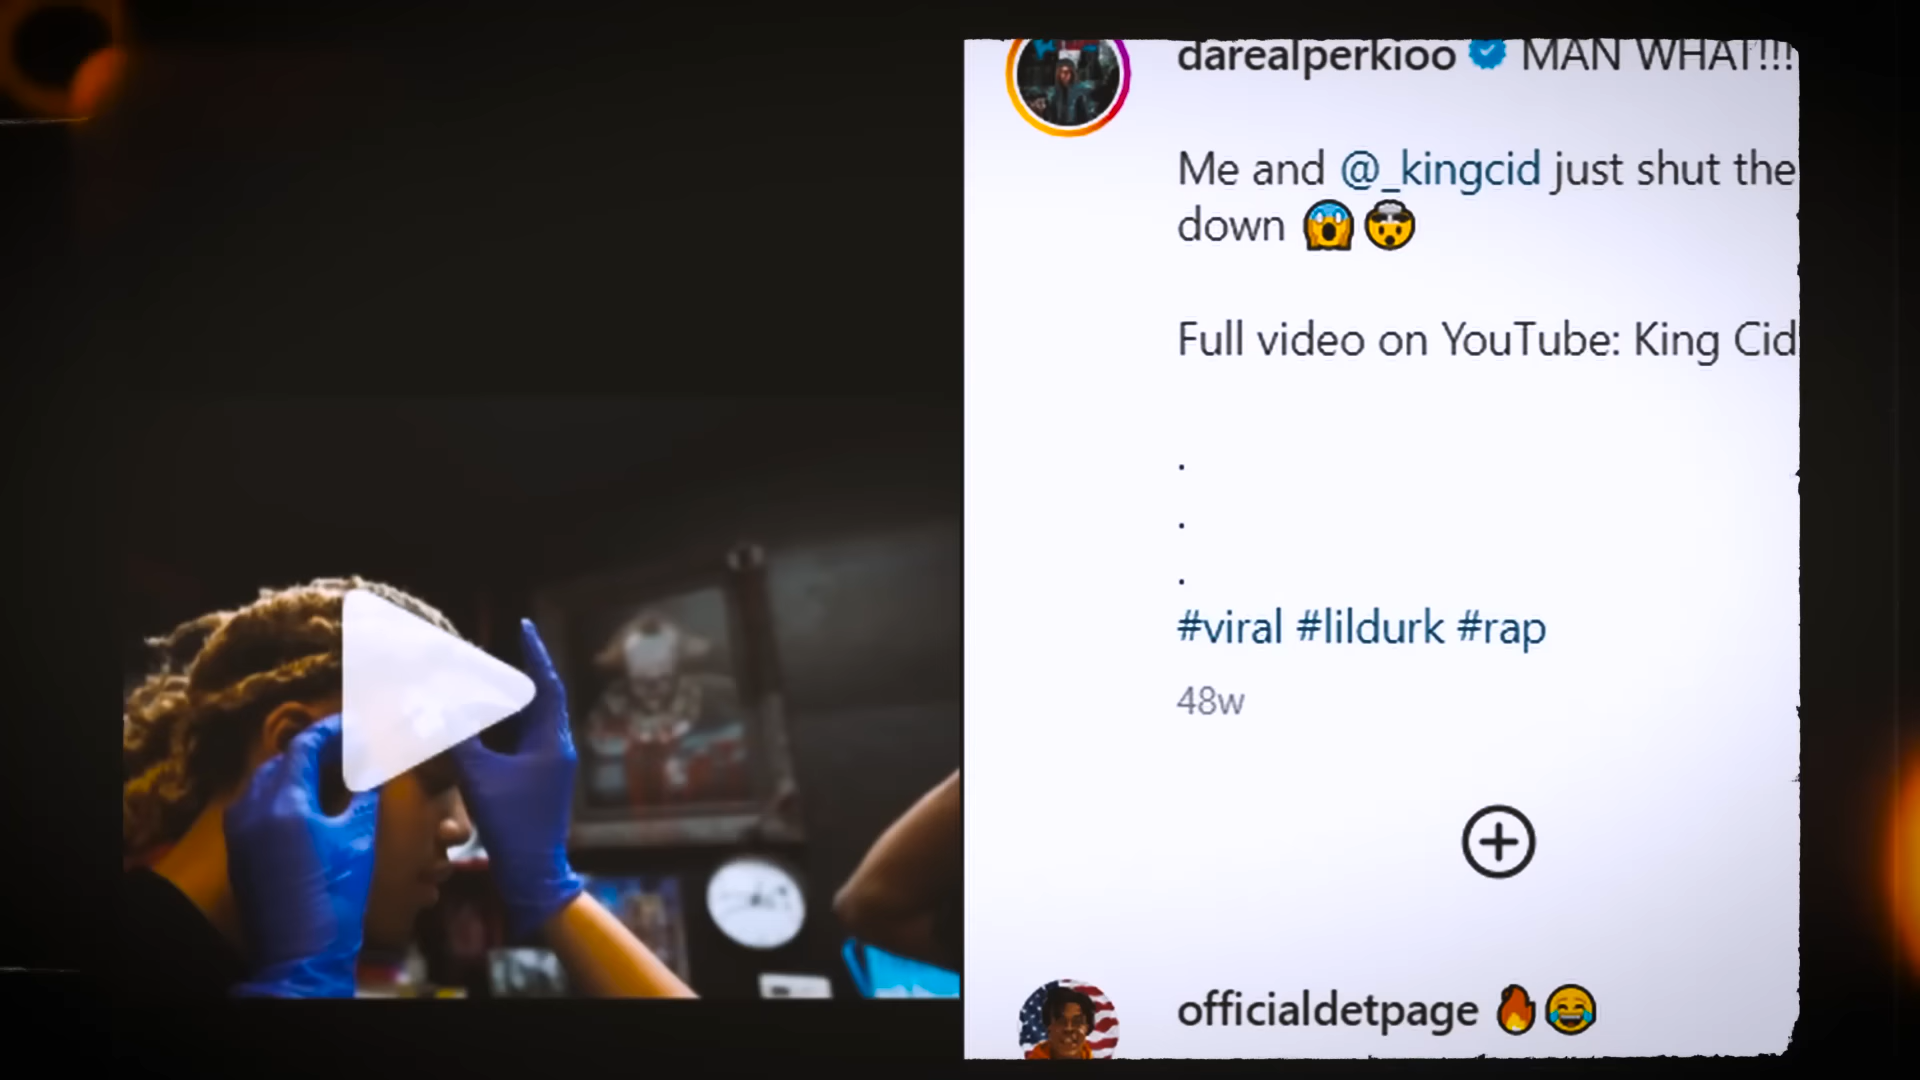 darealperkioo MAN WHAT!!!
Me and @_kingcid just shut the
down 😱🤯
Full video on YouTube: King Cid
.
.
.
#viral #lildurk #rap
48w
officialdetpage 🔥😂